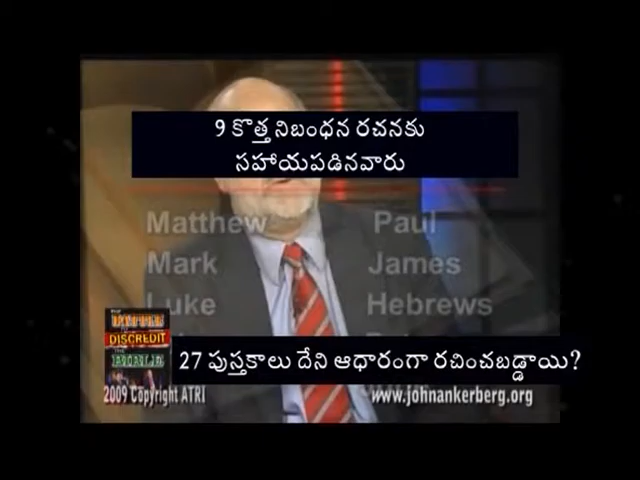 9 కొత్త నిబంధన రచనకు
సహాయపడినవారు
Matthew Paul
Mark James
Luke Hebrews
DISCREDIT
27 పుస్తకాలు దేని ఆధారంగా రచించబడ్డాయి?
2009 Copyright ATRI www.johnankerberg.org